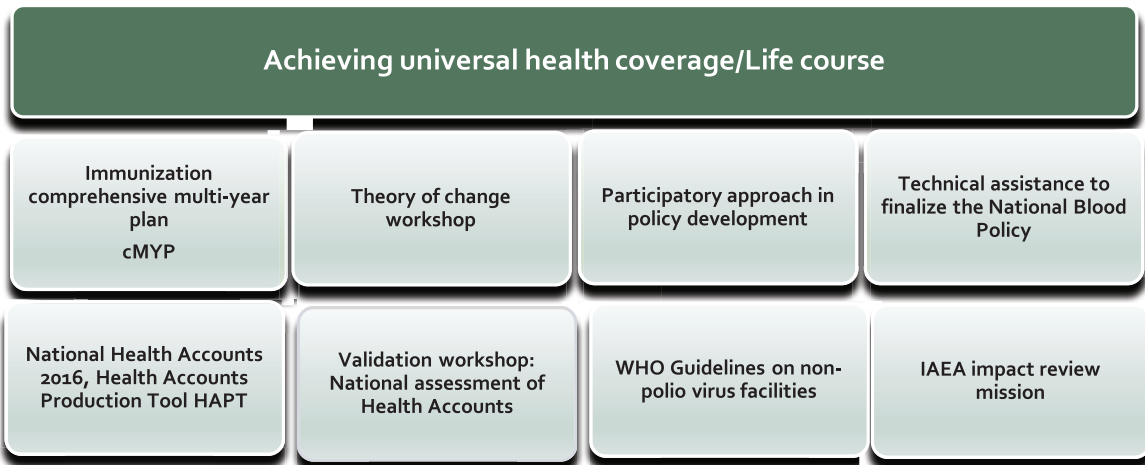 Achieving universal health coverage/Life course
Immunization
comprehensive multi-year
plan
cMYP
Theory of change
workshop
Participatory approach in
policy development
Technical assistance to
finalize the National Blood
Policy
National Health Accounts
2016, Health Accounts
Production Tool HAPT
Validation workshop:
National assessment of
Health Accounts
WHO Guidelines on non-
polio virus facilities
IAEA impact review
mission